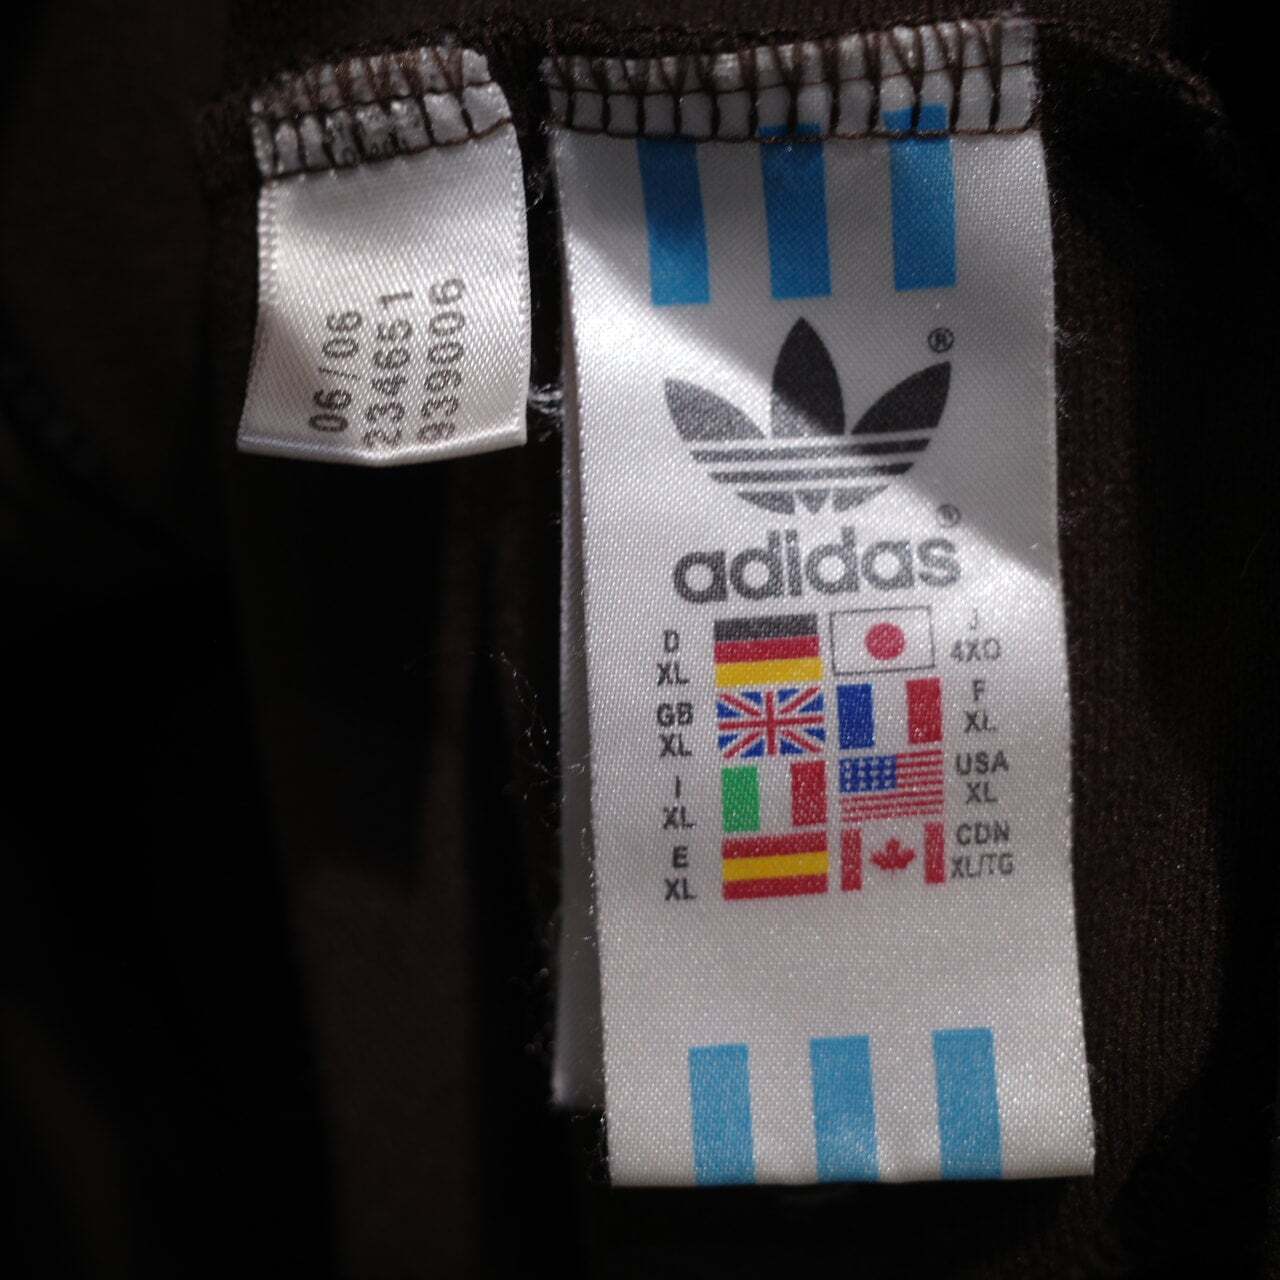 06/06
234651
939006
®
adidas®
D
XL
J
4XO
GB
XL
F
XL
I
XL
USA
XL
E
XL
CDN
XL/TG